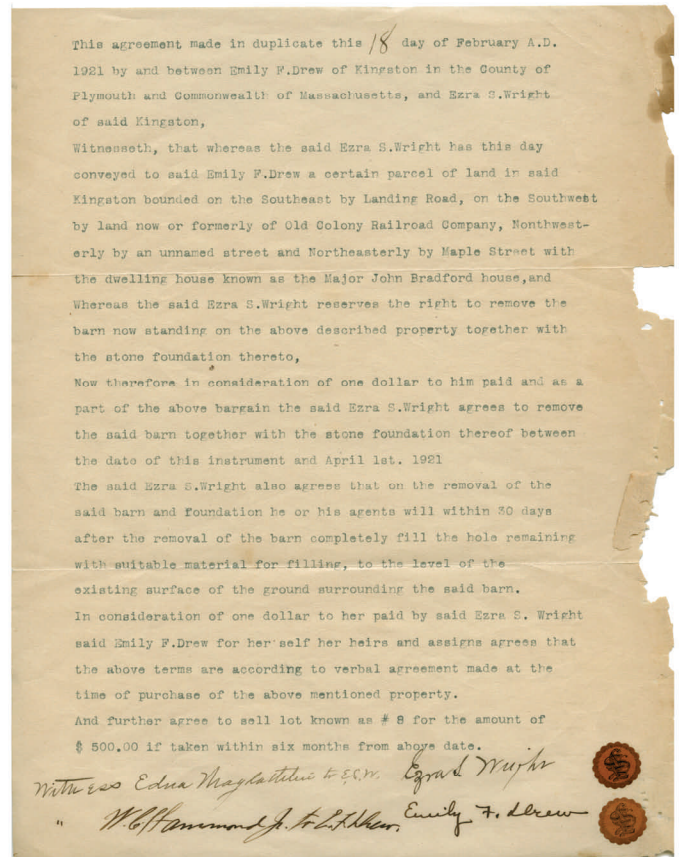 This agreement made in duplicate this 18 day of February A.D.
1921 by and between Emily F.Drew of Kingston in the County of
Plymouth and Commonwealth of Massachusetts, and Ezra S.Wright
of said Kingston,
Witnesseth, that whereas the said Ezra S.Wright has this day
conveyed to said Emily F.Drew a certain parcel of land in said
Kingston bounded on the Southeast by Landing Road, on the Southwest
by land now or formerly of Old Colony Railroad Company, Nonthwest-
erly by an unnamed street and Northeasterly by Maple Street with
the dwelling house known as the Major John Bradford house,and
Whereas the said Ezra S.Wright reserves the right to remove the
barn now standing on the above described property together with
the stone foundation thereto,
Now therefore in consideration of one dollar to him paid and as a
part of the above bargain the said Ezra S.Wright agrees to remove
the said barn together with the stone foundation thereof between
the date of this instrument and April 1st. 1921
The said Ezra S.Wright also agrees that on the removal of the
said barn and foundation he or his agents will within 30 days
after the removal of the barn completely fill the hole remaining
with suitable material for filling, to the level of the
existing surface of the ground surrounding the said barn.
In consideration of one dollar to her paid by said Ezra S. Wright
said Emily F.Drew for her self her heirs and assigns agrees that
the above terms are according to verbal agreement made at the
time of purchase of the above mentioned property.
And further agree to sell lot known as # 8 for the amount of
$ 500.00 if taken within six months from above date.
Witness Edna Maglathlin to E.S.W. Ezra S Wright
" W.C. Hammond Jr. to E.F. Drew. Emily F. Drew